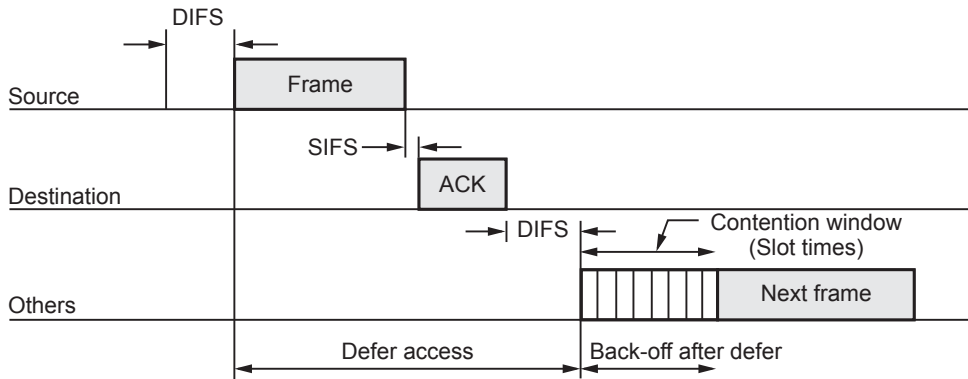 DIFS
Frame
Source
SIFS
ACK
Destination
DIFS
Contention window
(Slot times)
Next frame
Others
Defer access
Back-off after defer